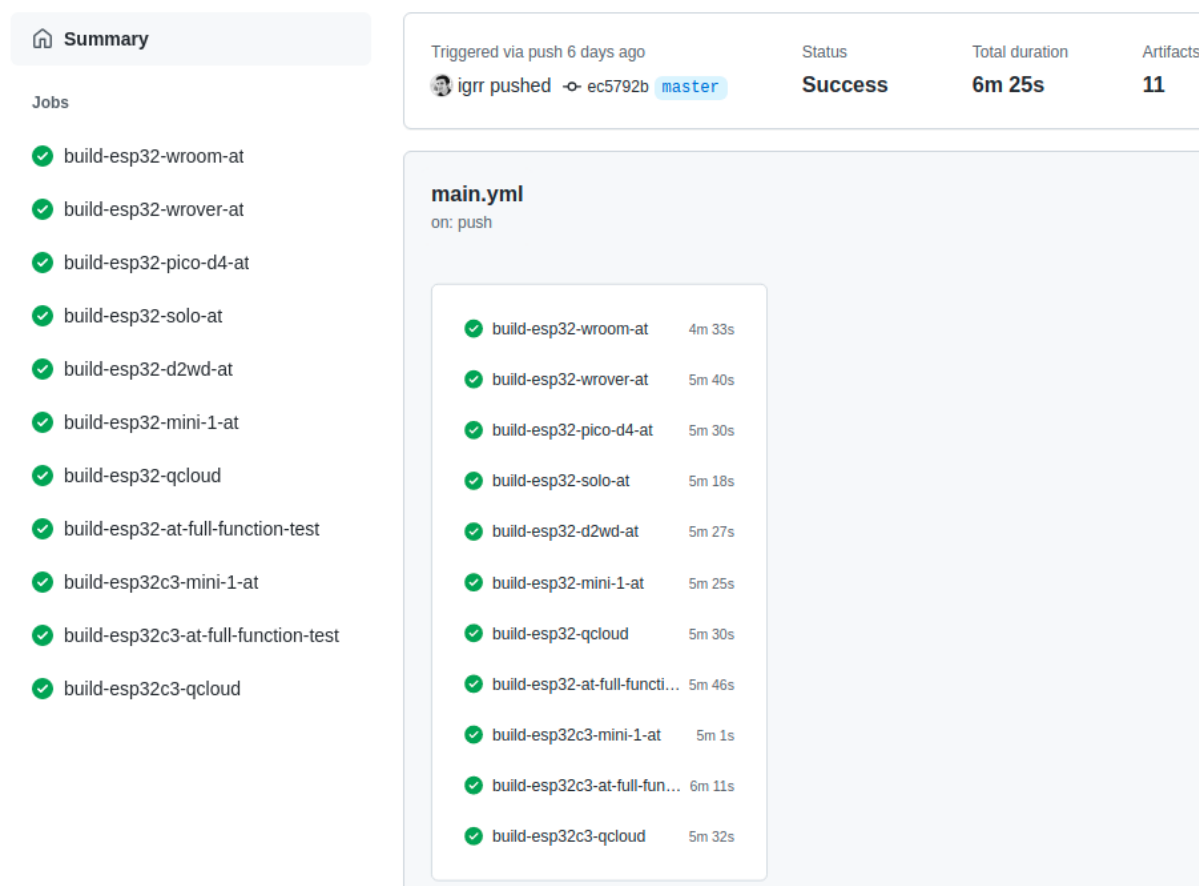 Summary
Jobs
build-esp32-wroom-at
build-esp32-wrover-at
build-esp32-pico-d4-at
build-esp32-solo-at
build-esp32-d2wd-at
build-esp32-mini-1-at
build-esp32-qcloud
build-esp32-at-full-function-test
build-esp32c3-mini-1-at
build-esp32c3-at-full-function-test
build-esp32c3-qcloud
Triggered via push 6 days ago
igrr pushed ec5792b master
Status
Success
Total duration
6m 25s
Artifacts
11
main.yml
on: push
build-esp32-wroom-at 4m 33s
build-esp32-wrover-at 5m 40s
build-esp32-pico-d4-at 5m 30s
build-esp32-solo-at 5m 18s
build-esp32-d2wd-at 5m 27s
build-esp32-mini-1-at 5m 25s
build-esp32-qcloud 5m 30s
build-esp32-at-full-functi... 5m 46s
build-esp32c3-mini-1-at 5m 1s
build-esp32c3-at-full-fun... 6m 11s
build-esp32c3-qcloud 5m 32s